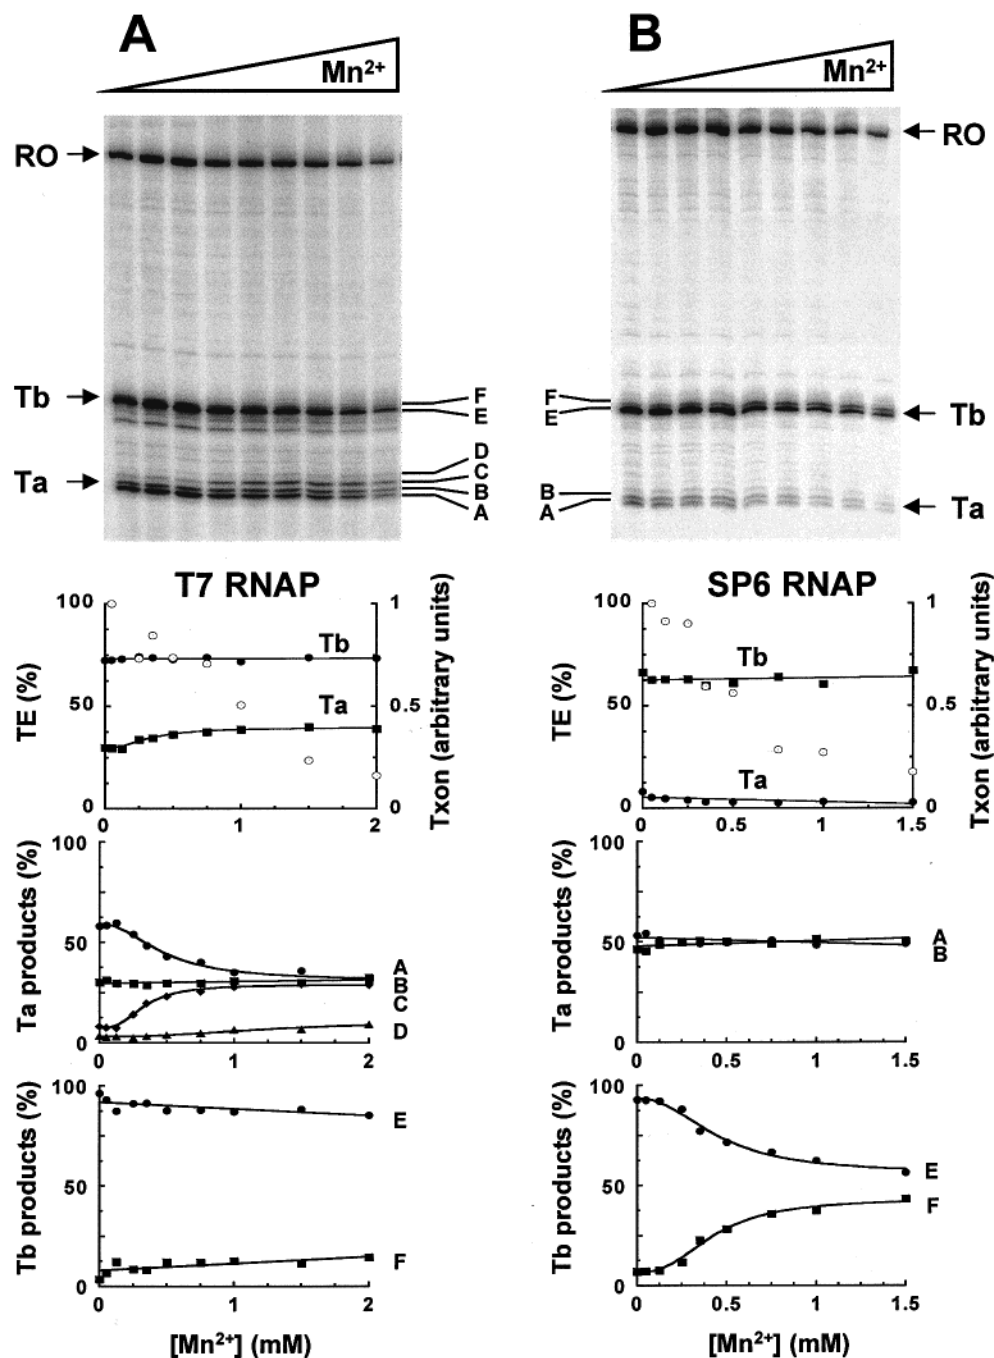 A
B
Mn2+
Mn2+
RO
RO
Tb
F
E
D
C
B
A
Ta
F
E
Tb
B
A
Ta
T7 RNAP
TE (%)
100
50
0
Tb
Ta
1
0.5
0
Txon (arbitrary units)
0
1
2
SP6 RNAP
TE (%)
100
50
0
Tb
Ta
1
0.5
0
Txon (arbitrary units)
0
0.5
1
1.5
Ta products (%)
100
50
0
A
B
C
D
0
1
2
Ta products (%)
100
50
0
A
B
0
0.5
1
1.5
Tb products (%)
100
50
0
E
F
0
1
2
[Mn2+] (mM)
Tb products (%)
100
50
0
E
F
0
0.5
1
1.5
[Mn2+] (mM)